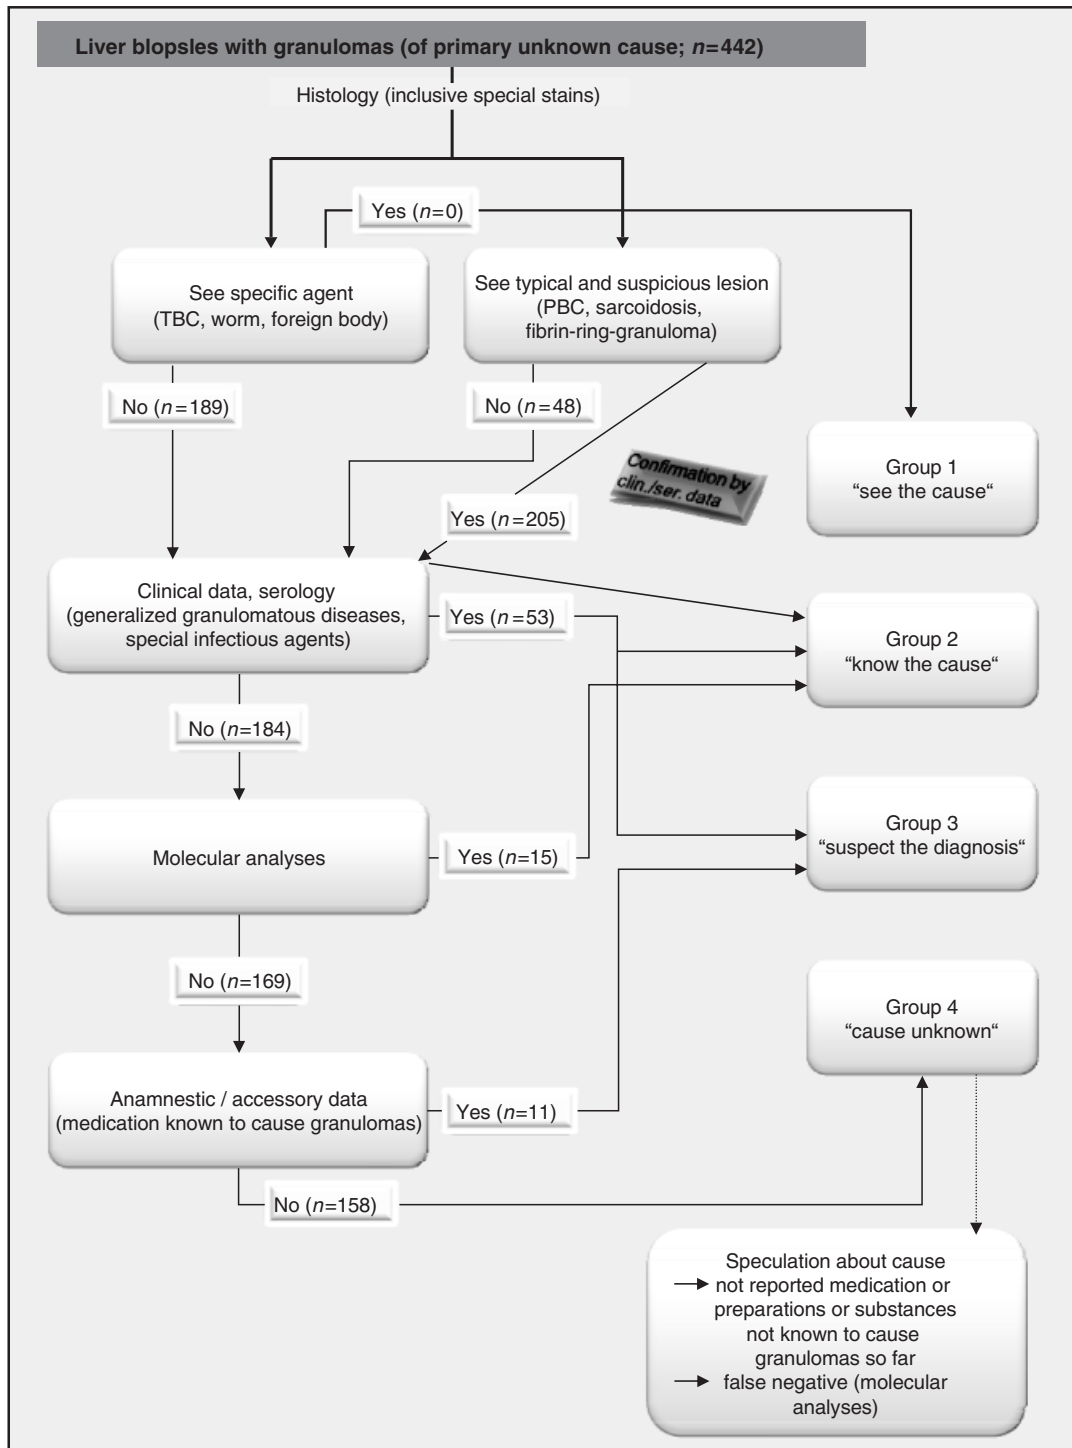 Liver blopsles with granulomas (of primary unknown cause; n=442)
Histology (inclusive special stains)
Yes (n=0)
See specific agent
(TBC, worm, foreign body)
See typical and suspicious lesion
(PBC, sarcoidosis,
fibrin-ring-granuloma)
No (n=189)
No (n=48)
Confirmation by
clin./ser. data
Group 1
"see the cause“
Yes (n=205)
Clinical data, serology
(generalized granulomatous diseases,
special infectious agents)
Yes (n=53)
Group 2
“know the cause“
No (n=184)
Molecular analyses
Yes (n=15)
Group 3
“suspect the diagnosis“
No (n=169)
Group 4
“cause unknown“
Anamnestic / accessory data
(medication known to cause granulomas)
Yes (n=11)
No (n=158)
Speculation about cause
not reported medication or
preparations or substances
not known to cause
granulomas so far
false negative (molecular
analyses)